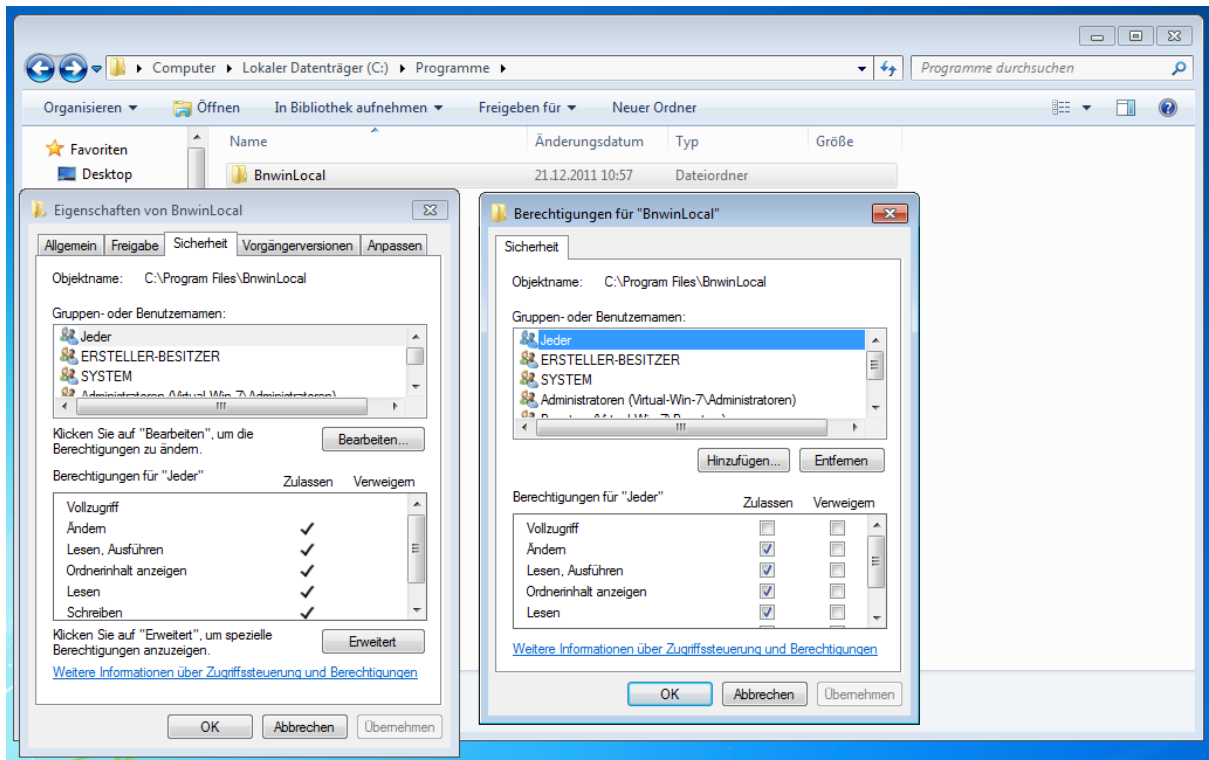 Computer Lokaler Datenträger (C:) Programme
Programme durchsuchen
Organisieren Öffnen In Bibliothek aufnehmen Freigeben für Neuer Ordner
Favoriten
Desktop
Name Änderungsdatum Typ Größe
BnwinLocal 21.12.2011 10:57 Dateiordner
Eigenschaften von BnwinLocal
Allgemein Freigabe Sicherheit Vorgängerversionen Anpassen
Objektname: C:\Program Files\BnwinLocal
Gruppen- oder Benutzernamen:
Jeder
ERSTELLER-BESITZER
SYSTEM
Administratoren (Virtual-Win-7\Administratoren)
Klicken Sie auf "Bearbeiten", um die
Berechtigungen zu ändern.
Bearbeiten...
Berechtigungen für "Jeder" Zulassen Verweigern
Vollzugriff
Ändern
Lesen, Ausführen
Ordnerinhalt anzeigen
Lesen
Schreiben
Klicken Sie auf "Erweitert", um spezielle
Berechtigungen anzuzeigen.
Erweitert
Weitere Informationen über Zugriffssteuerung und Berechtigungen
OK Abbrechen Übernehmen
Berechtigungen für "BnwinLocal"
Sicherheit
Objektname: C:\Program Files\BnwinLocal
Gruppen- oder Benutzernamen:
Jeder
ERSTELLER-BESITZER
SYSTEM
Administratoren (Virtual-Win-7\Administratoren)
Hinzufügen... Entfernen
Berechtigungen für "Jeder" Zulassen Verweigern
Vollzugriff
Ändern
Lesen, Ausführen
Ordnerinhalt anzeigen
Lesen
Weitere Informationen über Zugriffssteuerung und Berechtigungen
OK Abbrechen Übernehmen